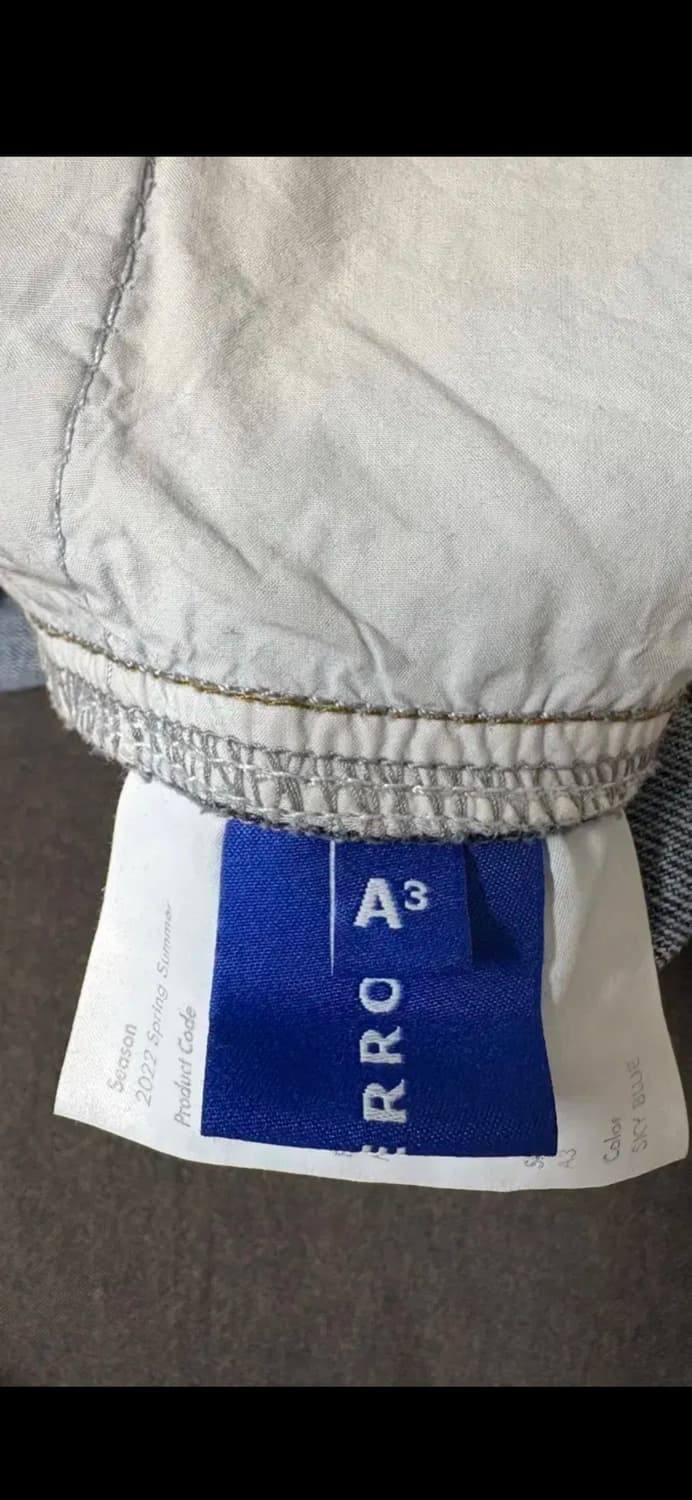 A³
ERRO
Season
2022 Spring Summer
Product Code
A3
Color
SKY BLUE